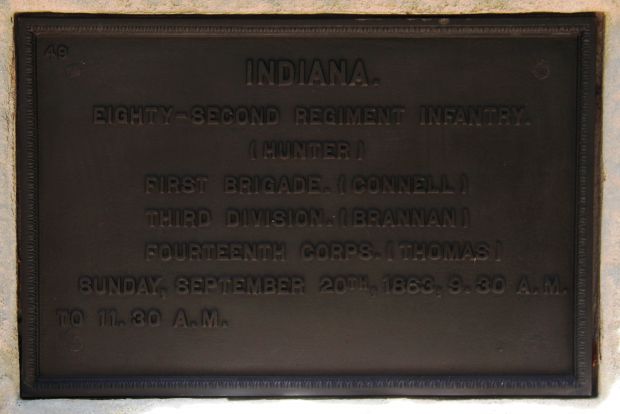 49
INDIANA.
EIGHTY-SECOND REGIMENT INFANTRY.
(HUNTER)
FIRST BRIGADE. (CONNELL)
THIRD DIVISION. (BRANNAN)
FOURTEENTH CORPS. (THOMAS)
SUNDAY, SEPTEMBER 20TH, 1863, 9.30 A.M.
TO 11.30 A.M.